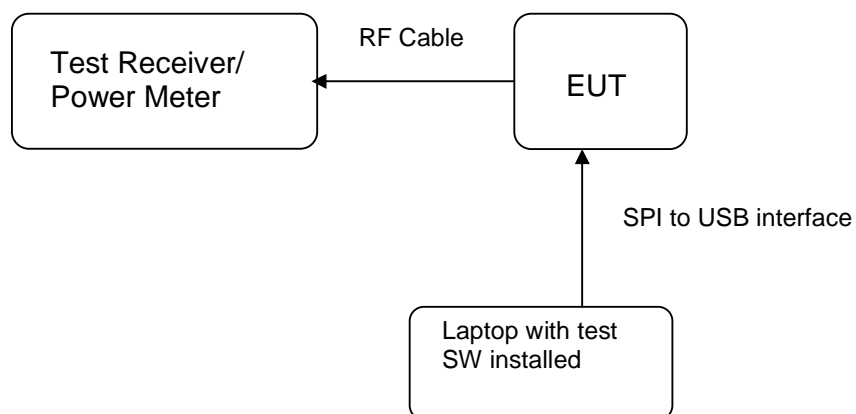 RF Cable
Test Receiver/
Power Meter
EUT
SPI to USB interface
Laptop with test
SW installed